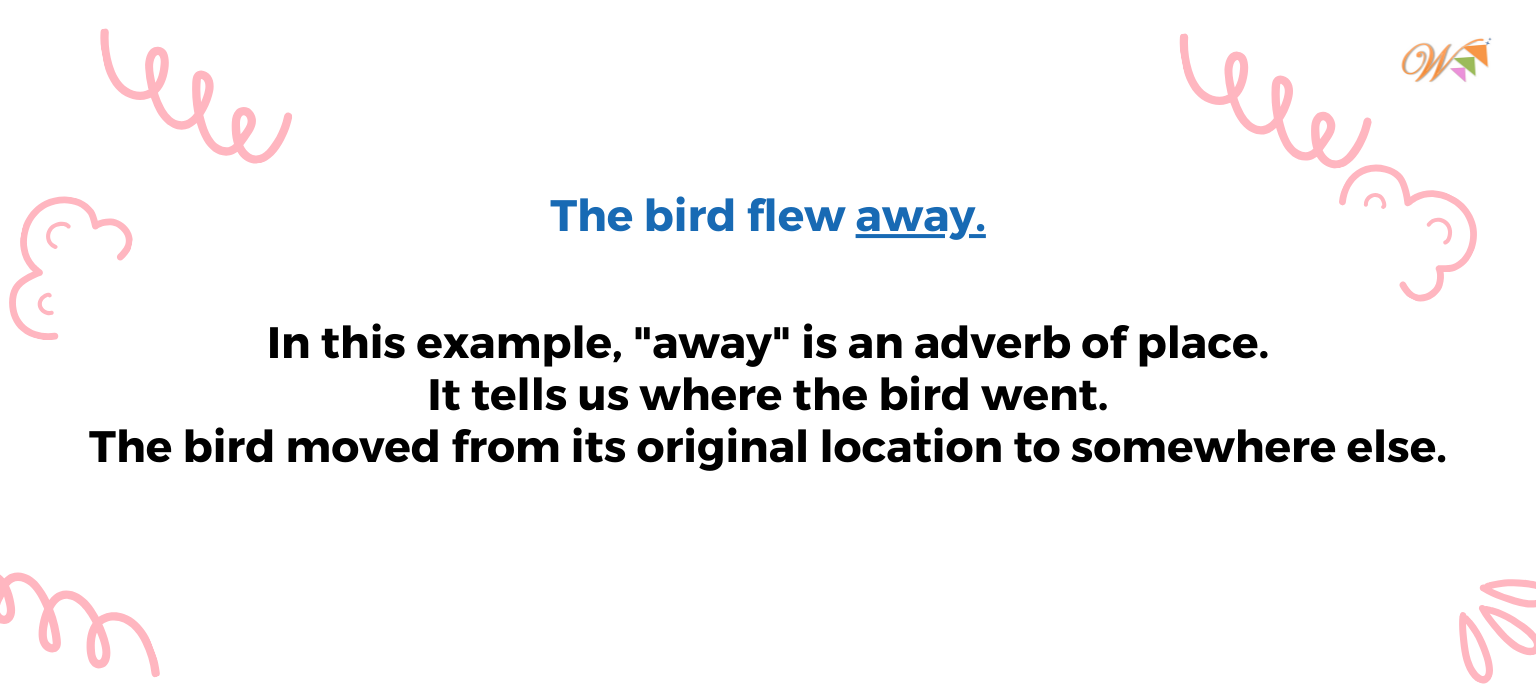 W
The bird flew away.
In this example, "away" is an adverb of place.
It tells us where the bird went.
The bird moved from its original location to somewhere else.